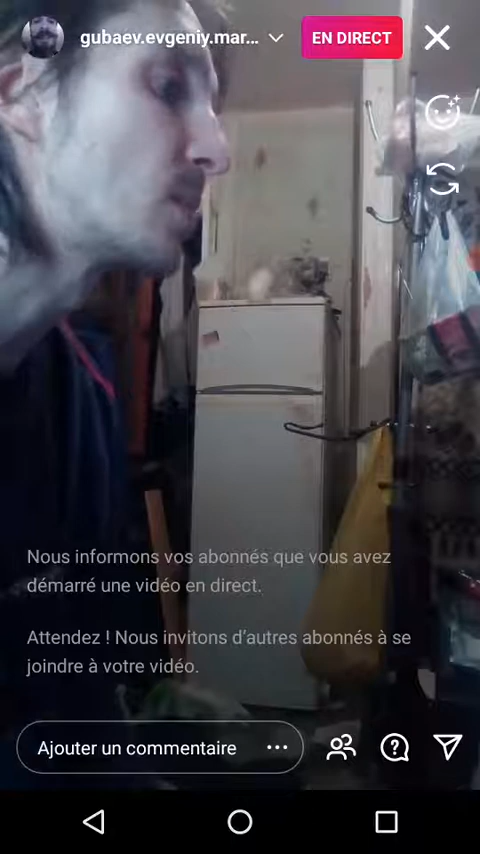 gubaev.evgeniy.mar...
EN DIRECT
Nous informons vos abonnés que vous avez
démarré une vidéo en direct.
Attendez ! Nous invitons d'autres abonnés à se
joindre à votre vidéo.
Ajouter un commentaire